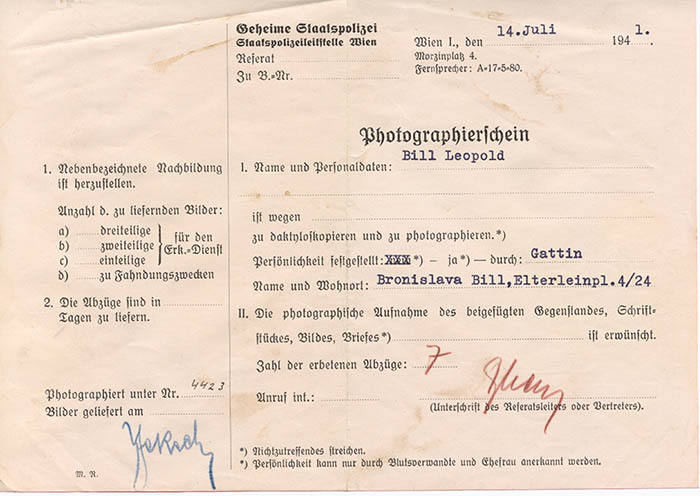 Geheime Staatspolizei
Staatspolizeileitstelle Wien
Referat
Zu B.=Nr.
Wien I., den 14.Juli 194 1.
Morzinplatz 4.
Fernsprecher: A=17=5=80.
Photographierschein
1. Nebenbezeichnete Nachbildung
ist herzustellen.
Anzahl d. zu liefernden Bilder:
a) dreiteilige
b) zweiteilige
c) einteilige
für den
Erk.=Dienst
d) zu Fahndungszwecken
2. Die Abzüge sind in
Tagen zu liefern.
Photographiert unter Nr. 4423
Bilder geliefert am
M. R.
Bill Leopold
I. Name und Personaldaten:
ist wegen
zu daktyloskopieren und zu photographieren.*)
Persönlichkeit festgestellt: XXX *) — ja*) — durch: Gattin
Name und Wohnort: Bronislava Bill,Elterleinpl.4/24
II. Die photographische Aufnahme des beigefügten Gegenstandes, Schrift=
stückes, Bildes, Briefes*) ist erwünscht.
Zahl der erbetenen Abzüge: 7
Anruf int.:
(Unterschrift des Referatsleiters oder Vertreters).
*) Nichtzutreffendes streichen.
*) Persönlichkeit kann nur durch Blutsverwandte und Ehefrau anerkannt werden.